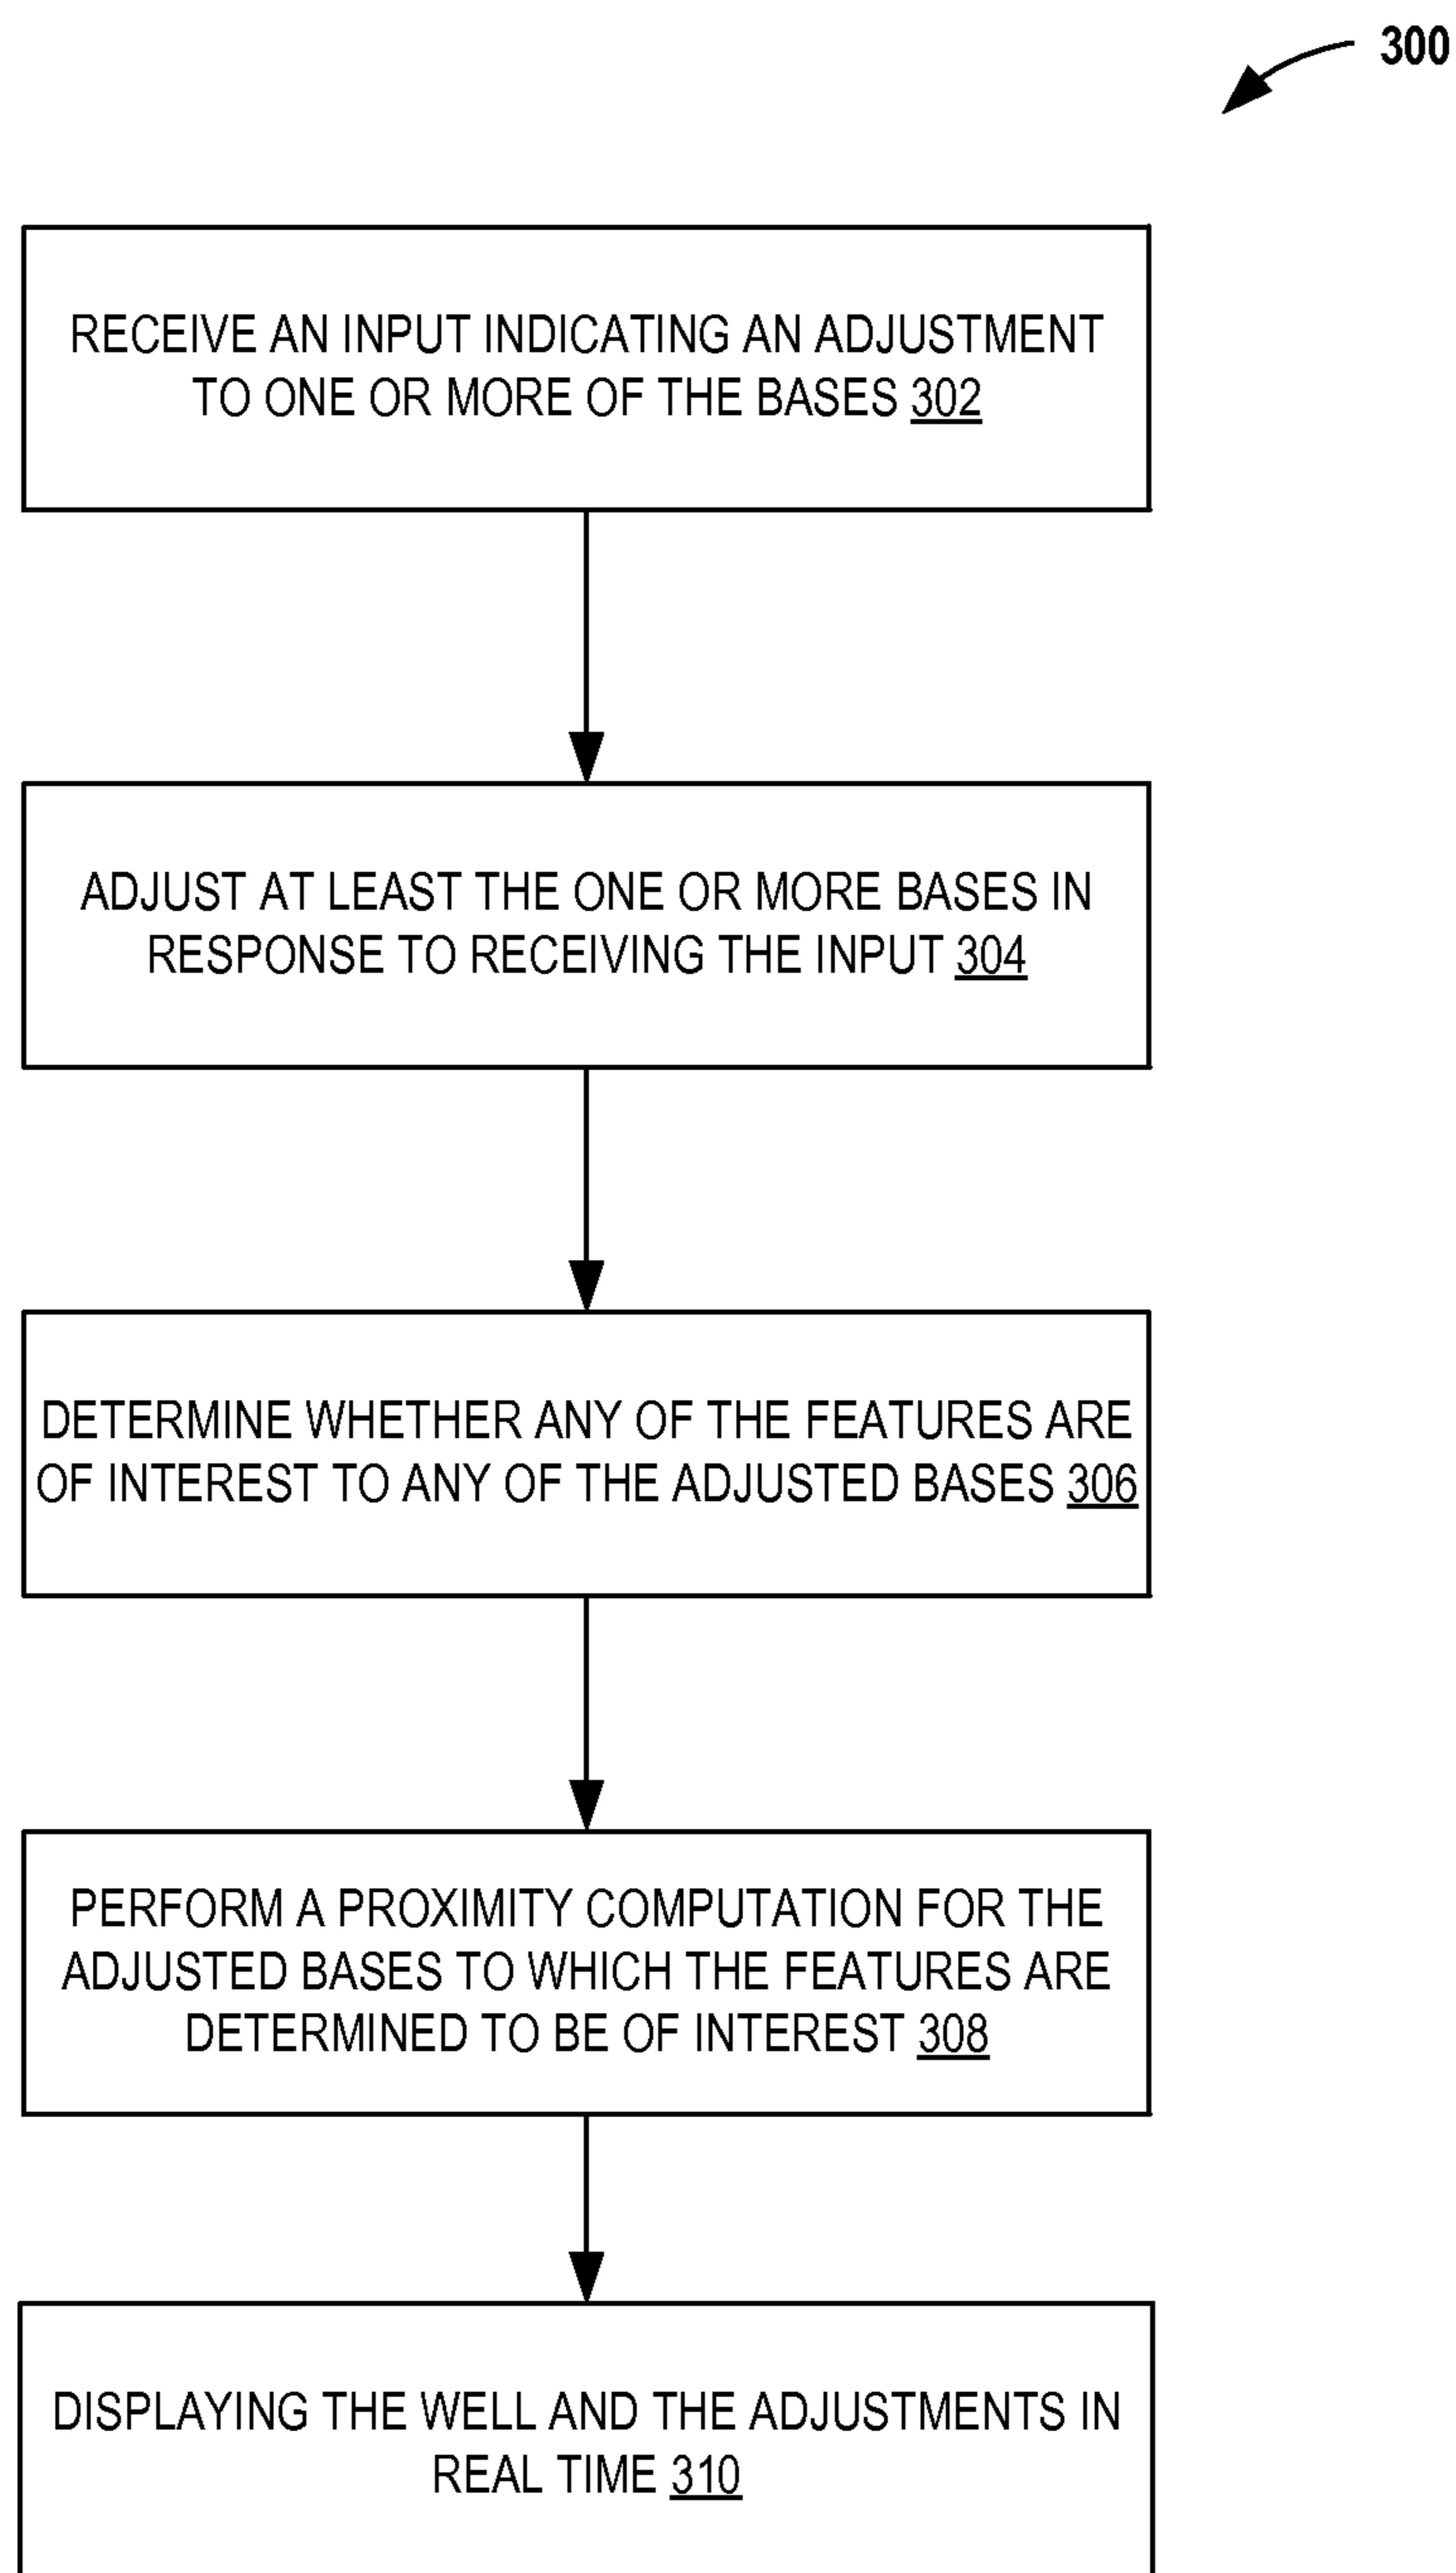 300
RECEIVE AN INPUT INDICATING AN ADJUSTMENT
TO ONE OR MORE OF THE BASES 302
ADJUST AT LEAST THE ONE OR MORE BASES IN
RESPONSE TO RECEIVING THE INPUT 304
DETERMINE WHETHER ANY OF THE FEATURES ARE
OF INTEREST TO ANY OF THE ADJUSTED BASES 306
PERFORM A PROXIMITY COMPUTATION FOR THE
ADJUSTED BASES TO WHICH THE FEATURES ARE
DETERMINED TO BE OF INTEREST 308
DISPLAYING THE WELL AND THE ADJUSTMENTS IN
REAL TIME 310